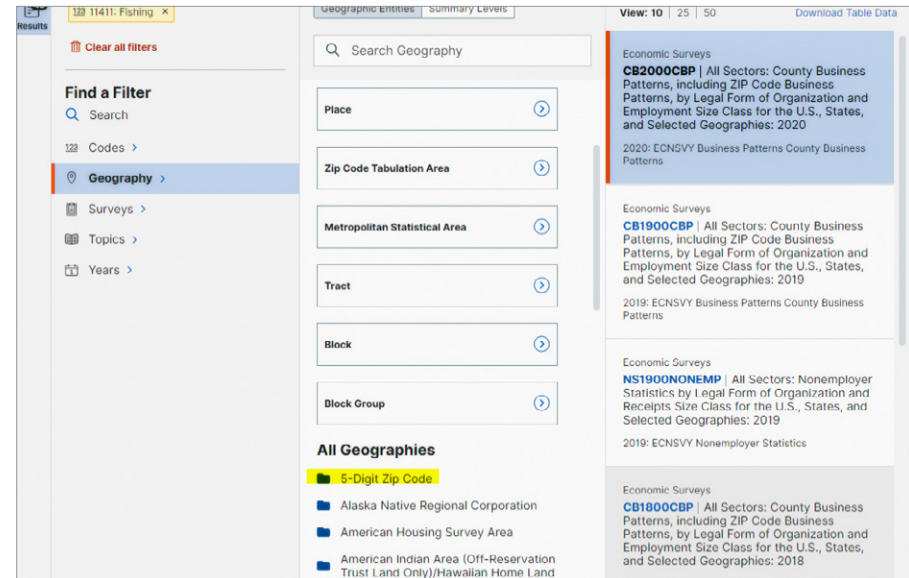 Results
123 11411: Fishing ×
Clear all filters
Find a Filter
Search
123 Codes >
Geography >
Surveys >
Topics >
Years >
Geographic Entities Summary Levels
Search Geography
Place
Zip Code Tabulation Area
Metropolitan Statistical Area
Tract
Block
Block Group
All Geographies
5-Digit Zip Code
Alaska Native Regional Corporation
American Housing Survey Area
American Indian Area (Off-Reservation
Trust Land Only)/Hawaiian Home Land
View: 10 | 25 | 50 Download Table Data
Economic Surveys
CB2000CBP | All Sectors: County Business
Patterns, including ZIP Code Business
Patterns, by Legal Form of Organization and
Employment Size Class for the U.S., States,
and Selected Geographies: 2020
2020: ECNSVY Business Patterns County Business
Patterns
Economic Surveys
CB1900CBP | All Sectors: County Business
Patterns, including ZIP Code Business
Patterns, by Legal Form of Organization and
Employment Size Class for the U.S., States,
and Selected Geographies: 2019
2019: ECNSVY Business Patterns County Business
Patterns
Economic Surveys
NS1900NONEMP | All Sectors: Nonemployer
Statistics by Legal Form of Organization and
Receipts Size Class for the U.S., States, and
Selected Geographies: 2019
2019: ECNSVY Nonemployer Statistics
Economic Surveys
CB1800CBP | All Sectors: County Business
Patterns, including ZIP Code Business
Patterns, by Legal Form of Organization and
Employment Size Class for the U.S., States,
and Selected Geographies: 2018